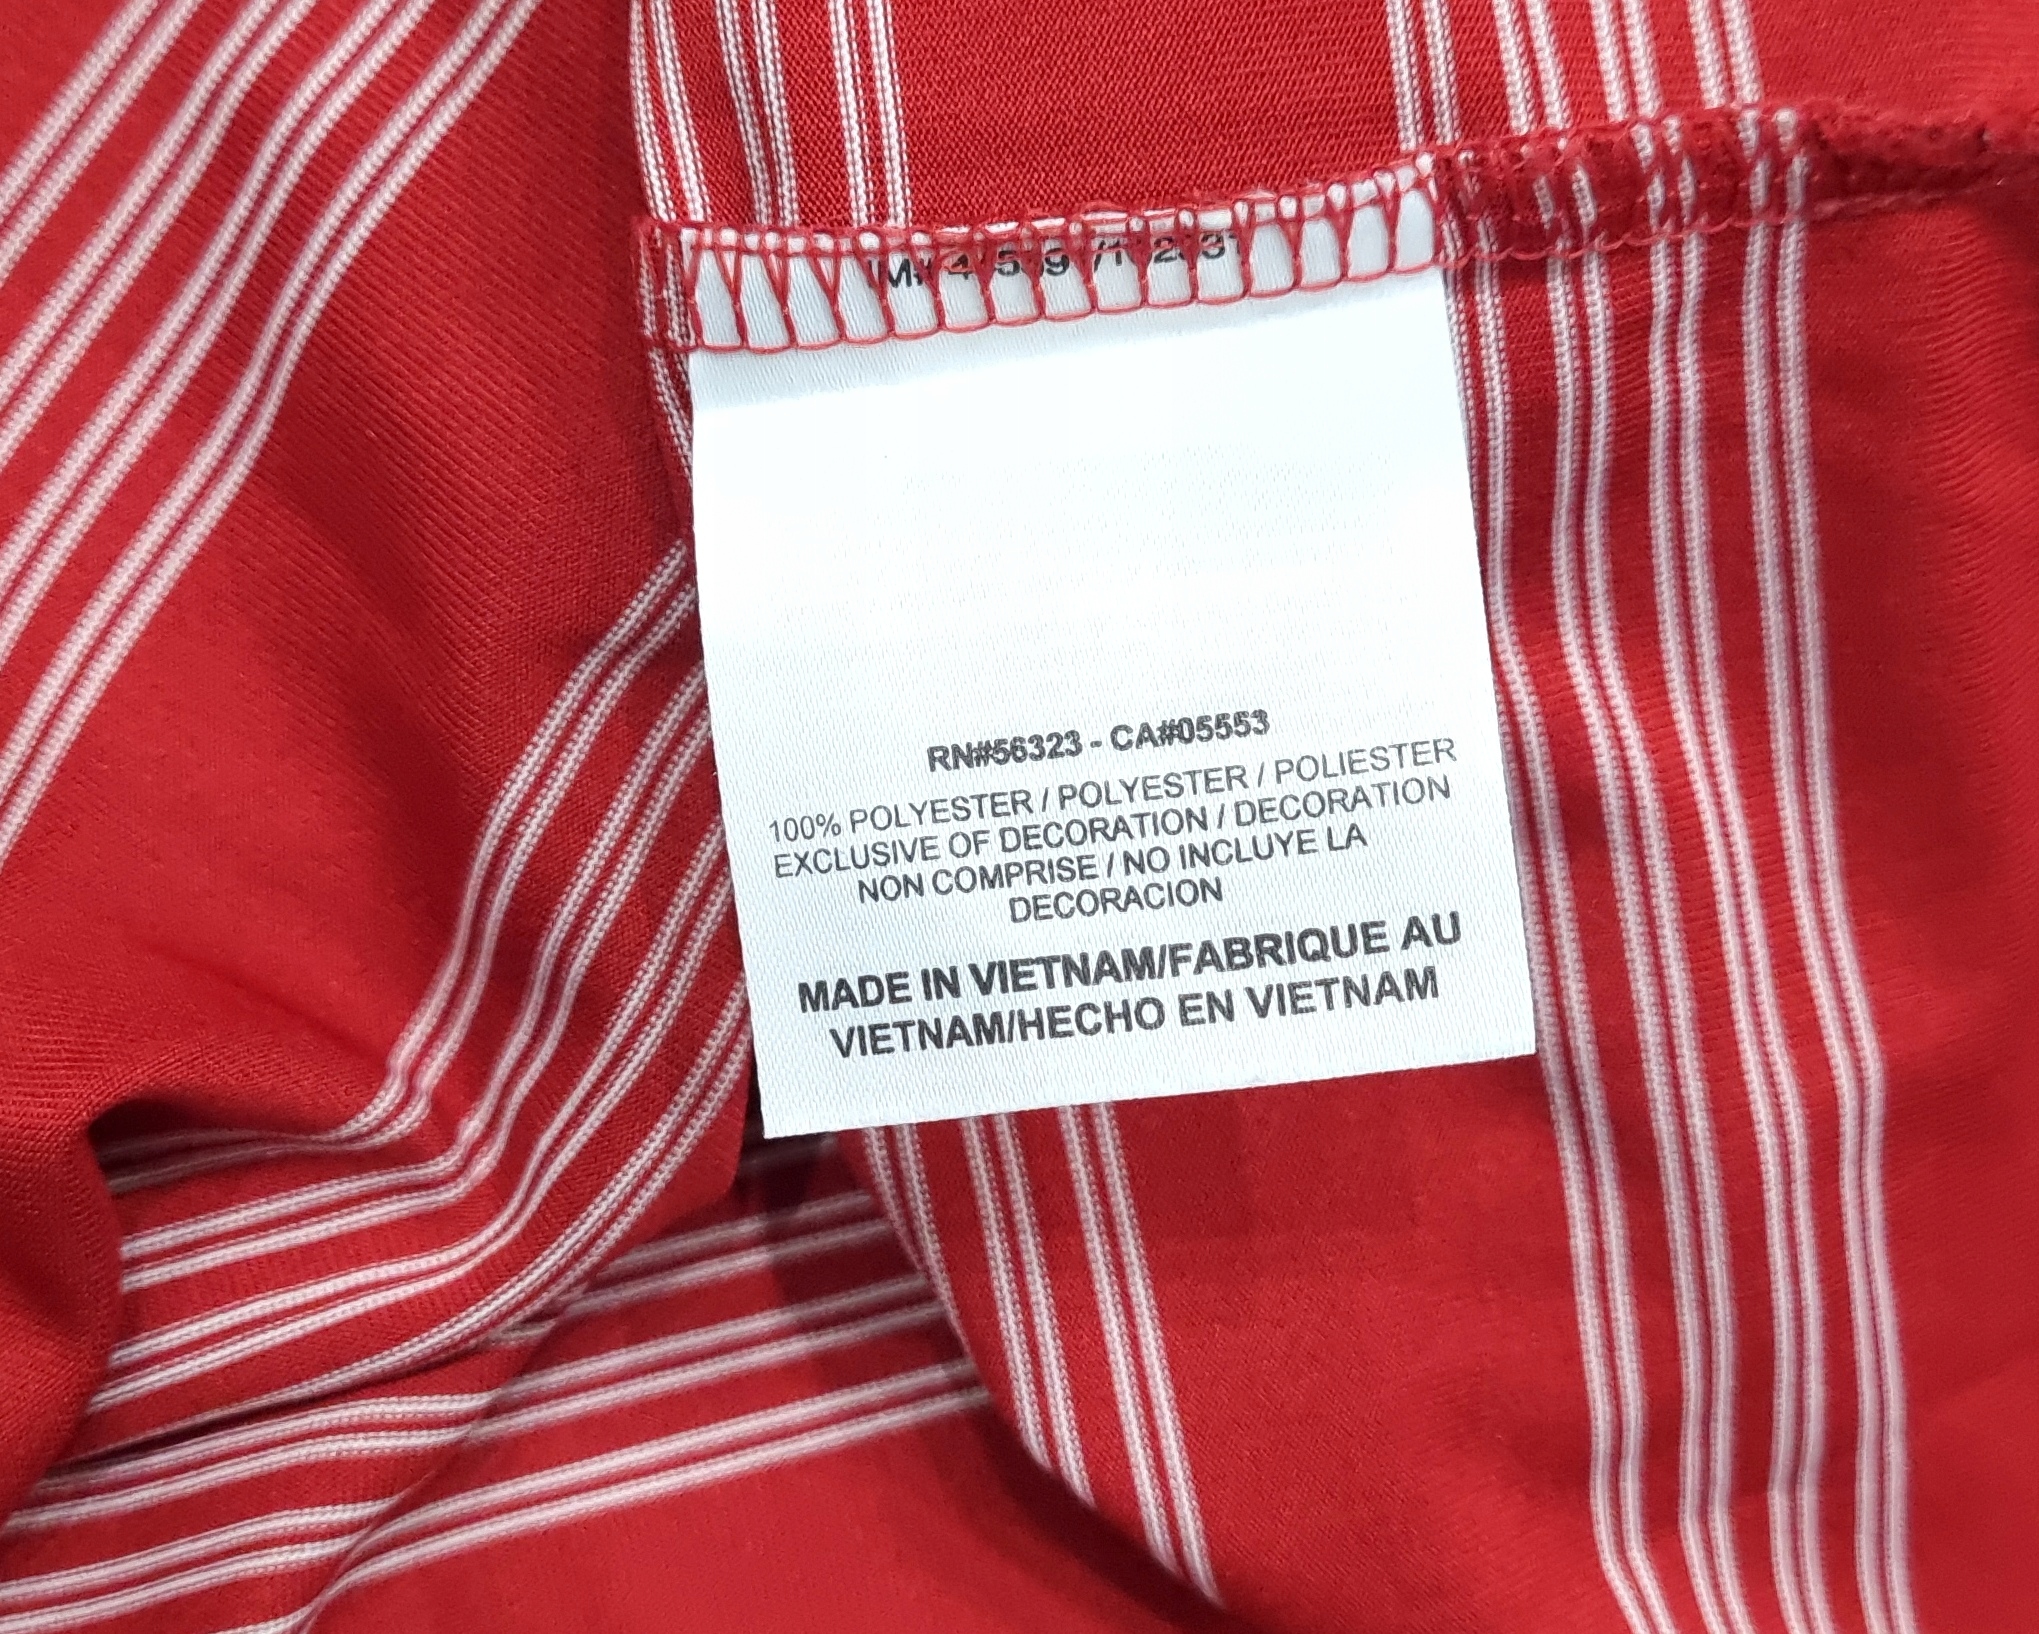 RN#56323 - CA#05553
100% POLYESTER / POLYESTER / POLIESTER
EXCLUSIVE OF DECORATION / DECORATION
NON COMPRISE / NO INCLUYE LA
DECORACION
MADE IN VIETNAM/FABRIQUE AU
VIETNAM/HECHO EN VIETNAM